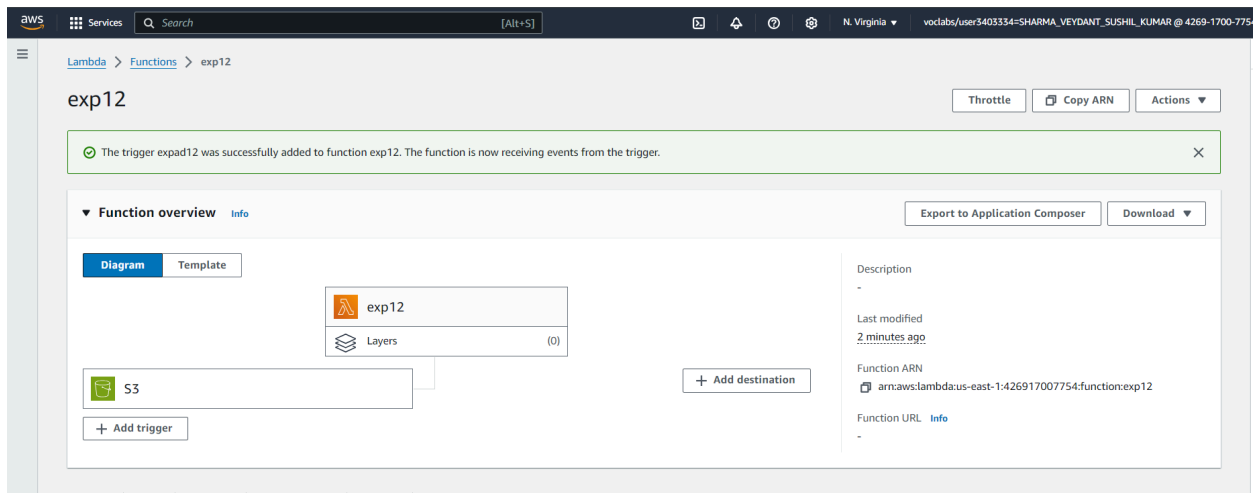 aws Services Search [Alt+S] N. Virginia ▼ voclabs/user3403334=SHARMA_VEYDANT_SUSHIL_KUMAR @ 4269-1700-7754
Lambda > Functions > exp12
exp12
Throttle Copy ARN Actions ▼
The trigger expad12 was successfully added to function exp12. The function is now receiving events from the trigger.
▼ Function overview Info
Export to Application Composer Download ▼
Diagram Template
exp12
Layers (0)
S3
+ Add trigger
+ Add destination
Description
-
Last modified
2 minutes ago
Function ARN
arn:aws:lambda:us-east-1:426917007754:function:exp12
Function URL Info
-